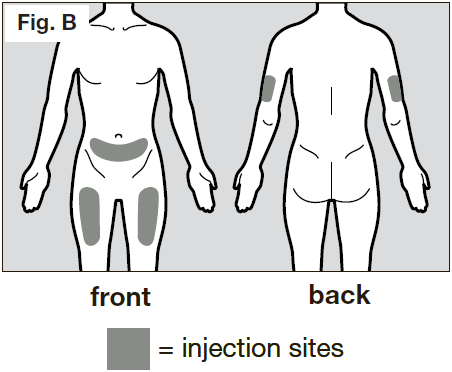 Fig. B
front
back
= injection sites